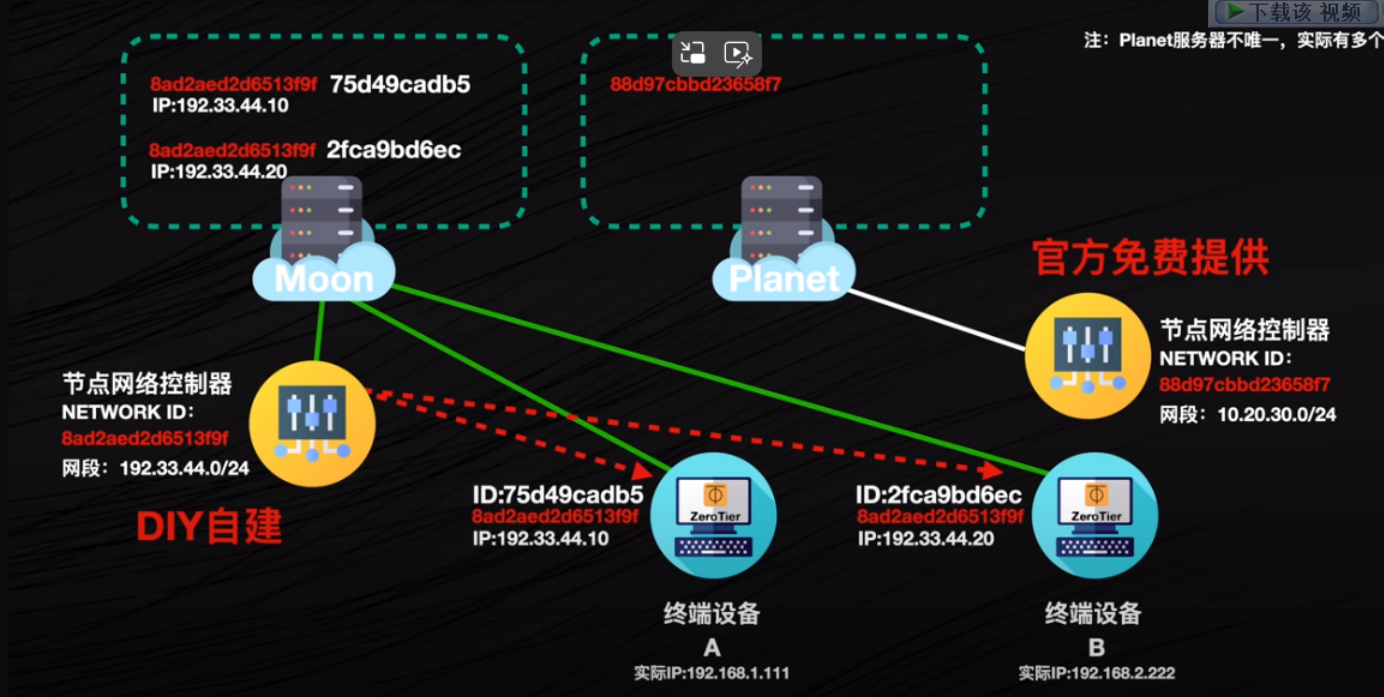 下载该 视频
注：Planet服务器不唯一，实际有多个
8ad2aed2d6513f9f 75d49cadb5
IP:192.33.44.10
8ad2aed2d6513f9f 2fca9bd6ec
IP:192.33.44.20
Moon
88d97cbbd23658f7
Planet
官方免费提供
节点网络控制器
NETWORK ID:
88d97cbbd23658f7
网段：10.20.30.0/24
节点网络控制器
NETWORK ID:
8ad2aed2d6513f9f
网段：192.33.44.0/24
DIY自建
ID:75d49cadb5
8ad2aed2d6513f9f
IP:192.33.44.10
ZeroTier
终端设备
A
实际IP:192.168.1.111
ID:2fca9bd6ec
8ad2aed2d6513f9f
IP:192.33.44.20
ZeroTier
终端设备
B
实际IP:192.168.2.222